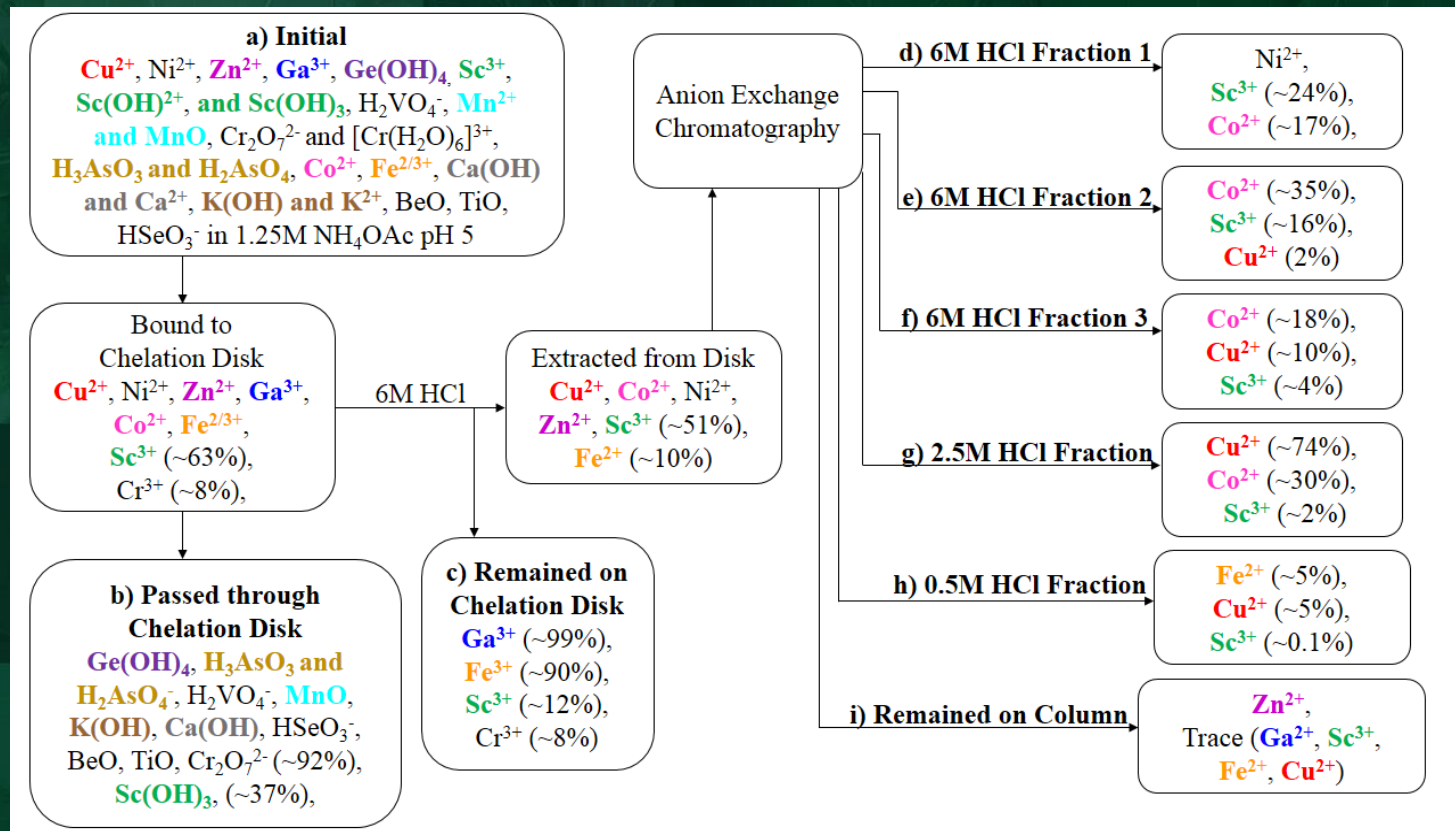 a) Initial
Cu²⁺, Ni²⁺, Zn²⁺, Ga³⁺, Ge(OH)₄, Sc³⁺,
Sc(OH)²⁺, and Sc(OH)₃, H₂VO₄⁻, Mn²⁺
and MnO, Cr₂O₇²⁻ and [Cr(H₂O)₆]³⁺,
H₃AsO₃ and H₂AsO₄, Co²⁺, Fe²ᐟ³⁺, Ca(OH)
and Ca²⁺, K(OH) and K²⁺, BeO, TiO,
HSeO₃⁻ in 1.25M NH₄OAc pH 5
Bound to
Chelation Disk
Cu²⁺, Ni²⁺, Zn²⁺, Ga³⁺,
Co²⁺, Fe²ᐟ³⁺,
Sc³⁺ (~63%),
Cr³⁺ (~8%),
b) Passed through
Chelation Disk
Ge(OH)₄, H₃AsO₃ and
H₂AsO₄⁻, H₂VO₄⁻, MnO,
K(OH), Ca(OH), HSeO₃⁻,
BeO, TiO, Cr₂O₇²⁻ (~92%),
Sc(OH)₃, (~37%),
6M HCl
c) Remained on
Chelation Disk
Ga³⁺ (~99%),
Fe³⁺ (~90%),
Sc³⁺ (~12%),
Cr³⁺ (~8%)
Extracted from Disk
Cu²⁺, Co²⁺, Ni²⁺,
Zn²⁺, Sc³⁺ (~51%),
Fe²⁺ (~10%)
Anion Exchange
Chromatography
d) 6M HCl Fraction 1
Ni²⁺,
Sc³⁺ (~24%),
Co²⁺ (~17%),
e) 6M HCl Fraction 2
Co²⁺ (~35%),
Sc³⁺ (~16%),
Cu²⁺ (2%)
f) 6M HCl Fraction 3
Co²⁺ (~18%),
Cu²⁺ (~10%),
Sc³⁺ (~4%)
g) 2.5M HCl Fraction
Cu²⁺ (~74%),
Co²⁺ (~30%),
Sc³⁺ (~2%)
h) 0.5M HCl Fraction
Fe²⁺ (~5%),
Cu²⁺ (~5%),
Sc³⁺ (~0.1%)
i) Remained on Column
Zn²⁺,
Trace (Ga²⁺, Sc³⁺,
Fe²⁺, Cu²⁺)